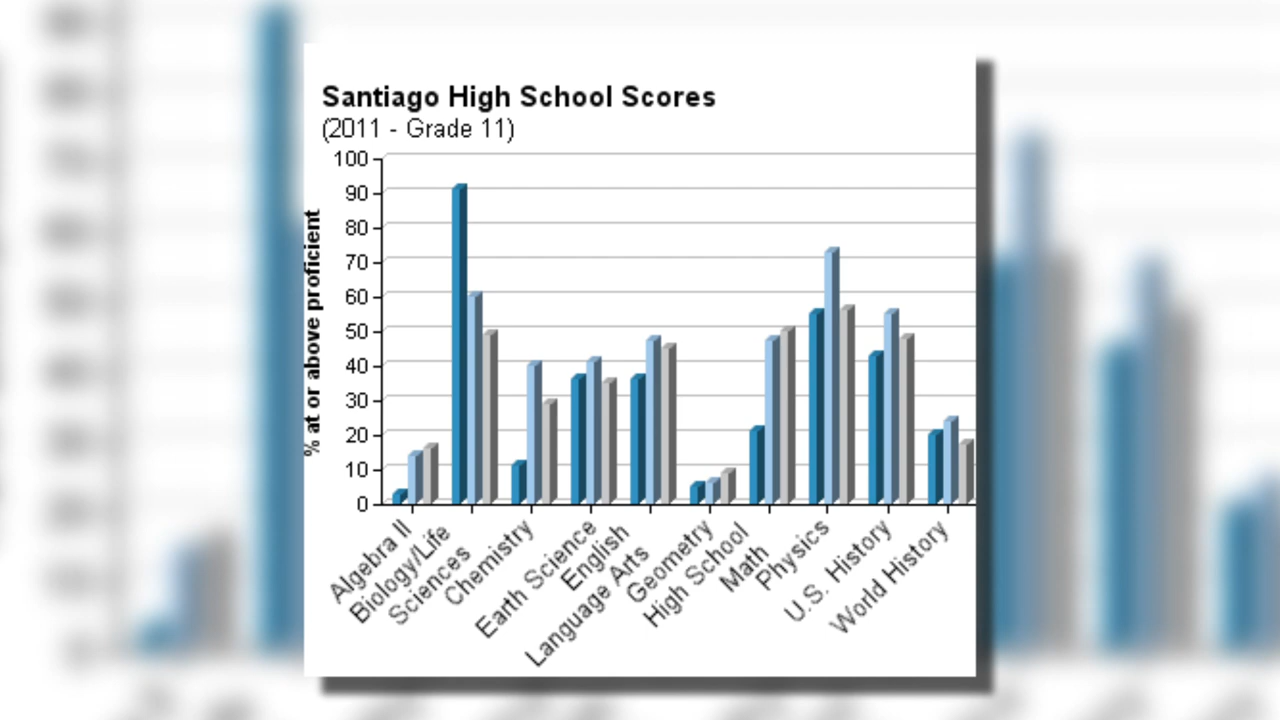 Santiago High School Scores
(2011 - Grade 11)
% at or above proficient
100
90
80
70
60
50
40
30
20
10
0
Algebra II
Biology/Life
Sciences
Chemistry
Earth Science
English
Language Arts
Geometry
High School
Math
Physics
U.S. History
World History